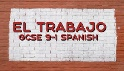 EL TRABAJO
GCSE 9-1 SPANISH